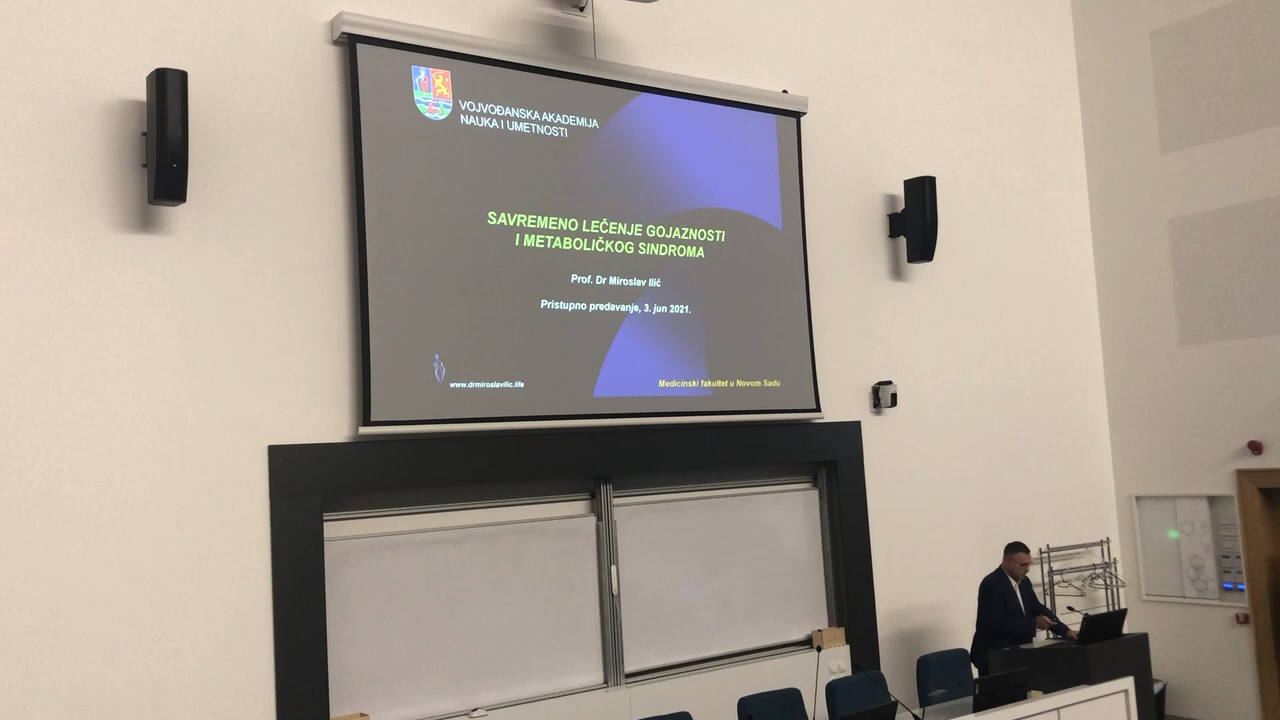 VOJVOĐANSKA AKADEMIJA
NAUKA I UMETNOSTI
SAVREMENO LEČENJE GOJAZNOSTI
I METABOLIČKOG SINDROMA
Prof. Dr Miroslav Ilić
Pristupno predavanje, 3. jun 2021.
www.drmiroslavilic.life
Medicinski fakultet u Novom Sadu